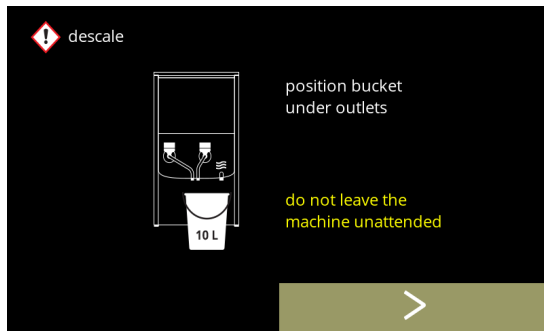 descale
position bucket
under outlets
do not leave the
machine unattended
10 L